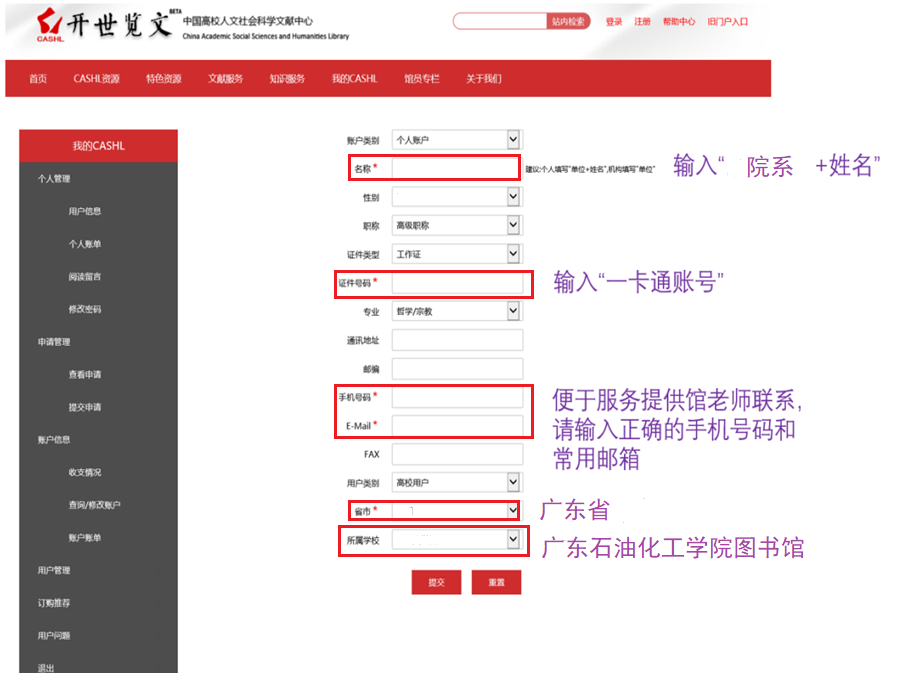 开世览文 BETA 中国高校人文社会科学文献中心
CASHL China Academic Social Sciences and Humanities Library
站内检索 登录 注册 帮助中心 旧门户入口
首页 CASHL资源 特色资源 文献服务 知识服务 我的CASHL 馆员专栏 关于我们
我的CASHL
个人管理
用户信息
个人账单
阅读留言
修改密码
申请管理
查看申请
提交申请
账户信息
收支情况
查询/修改账户
账户账单
用户管理
订购推荐
用户问题
退出
账户类别 个人账户
名称* 建议:个人填写"单位+姓名",机构填写"单位" 输入“ 院系 +姓名”
性别
职称 高级职称
证件类型 工作证
证件号码* 输入“一卡通账号”
专业 哲学/宗教
通讯地址
邮编
手机号码* 便于服务提供馆老师联系,
E-Mail* 请输入正确的手机号码和
常用邮箱
FAX
用户类别 高校用户
省市* 广东省
所属学校 广东石油化工学院图书馆
提交 重置